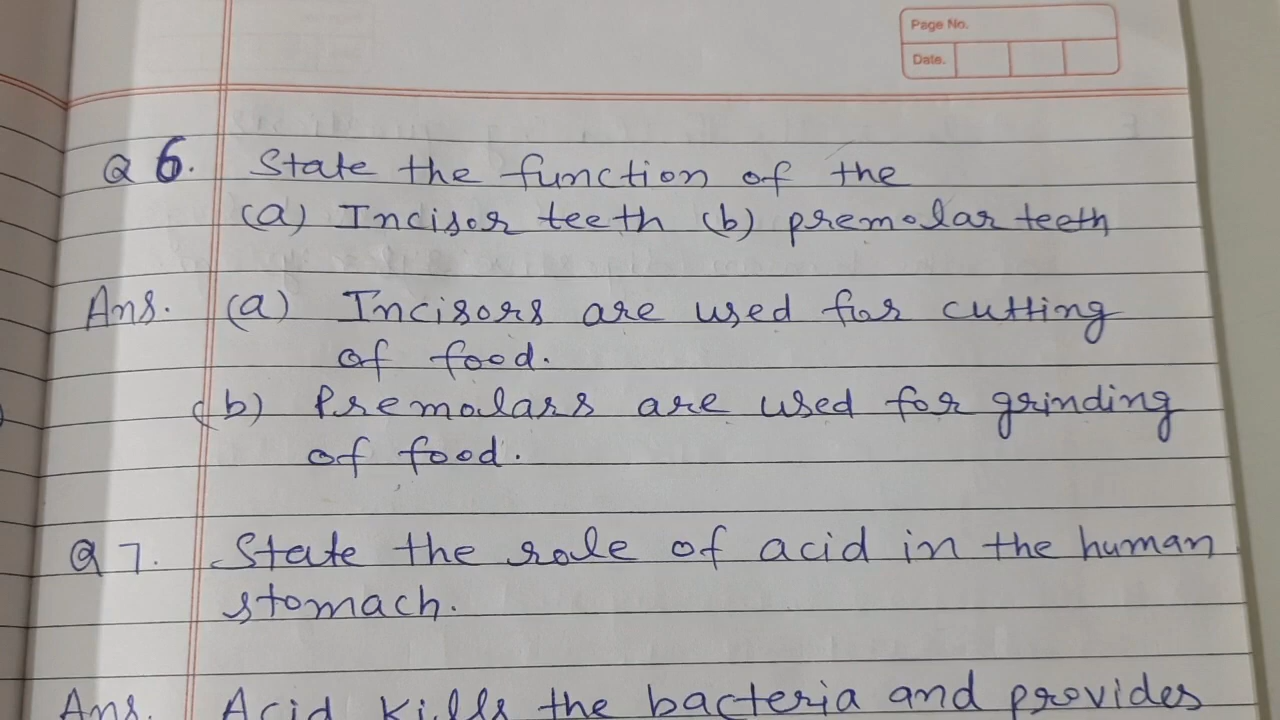 Page No.
Date.
Q 6. State the function of the
(a) Incisor teeth (b) premolar teeth
Ans. (a) Incisors are used for cutting
of food.
(b) Premolars are used for grinding
of food.
Q 7. State the role of acid in the human
stomach.
Ans. Acid kills the bacteria and provides